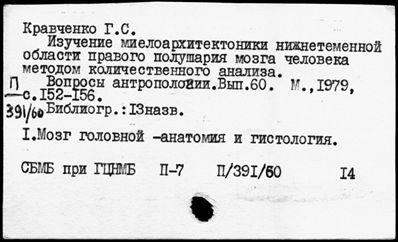 Кравченко Г.С.
Изучение миелоархитектоники нижнетеменной
области правого полушария мозга человека
методом количественного анализа.
П Вопросы антропологии.Вып.60. М.,1979,
с.152-156.
391/60 Библиогр.:13назв.
I.Мозг головной -анатомия и гистология.
СБМБ при ГЦНМБ П-7 П/391/60 14